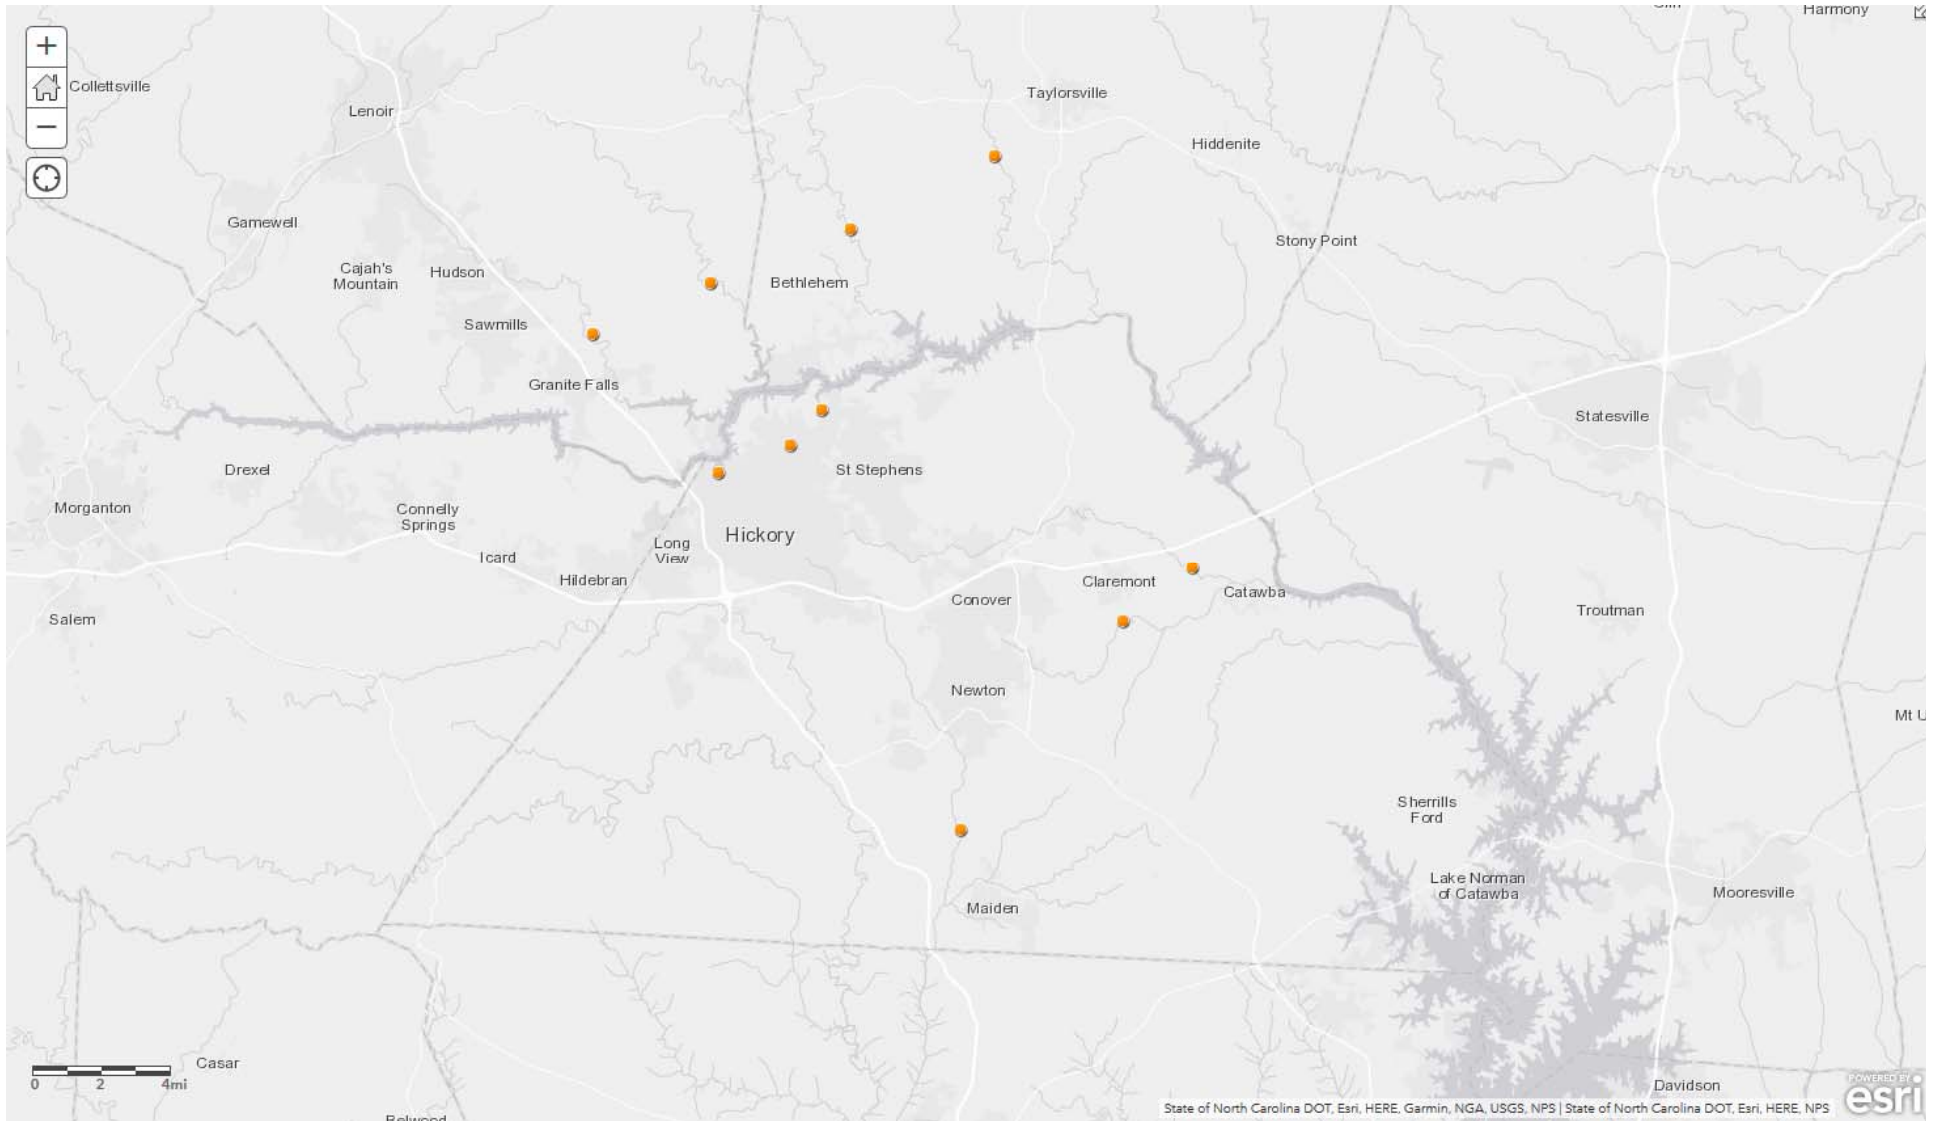 Harmony
+
Collettsville
Taylorsville
Lenoir
−
Hiddenite
Gamewell
Stony Point
Cajah's
Mountain
Hudson
Bethlehem
Sawmills
Granite Falls
Statesville
Drexel
St Stephens
Morganton
Connelly
Springs
Hickory
Long
View
Icard
Hildebran
Claremont
Catawba
Conover
Troutman
Salem
Newton
Mt U
Sherrills
Ford
Lake Norman
of Catawba
Mooresville
Maiden
Casar
0 2 4mi
Davidson
POWERED BY
esri
State of North Carolina DOT, Esri, HERE, Garmin, NGA, USGS, NPS | State of North Carolina DOT, Esri, HERE, NPS